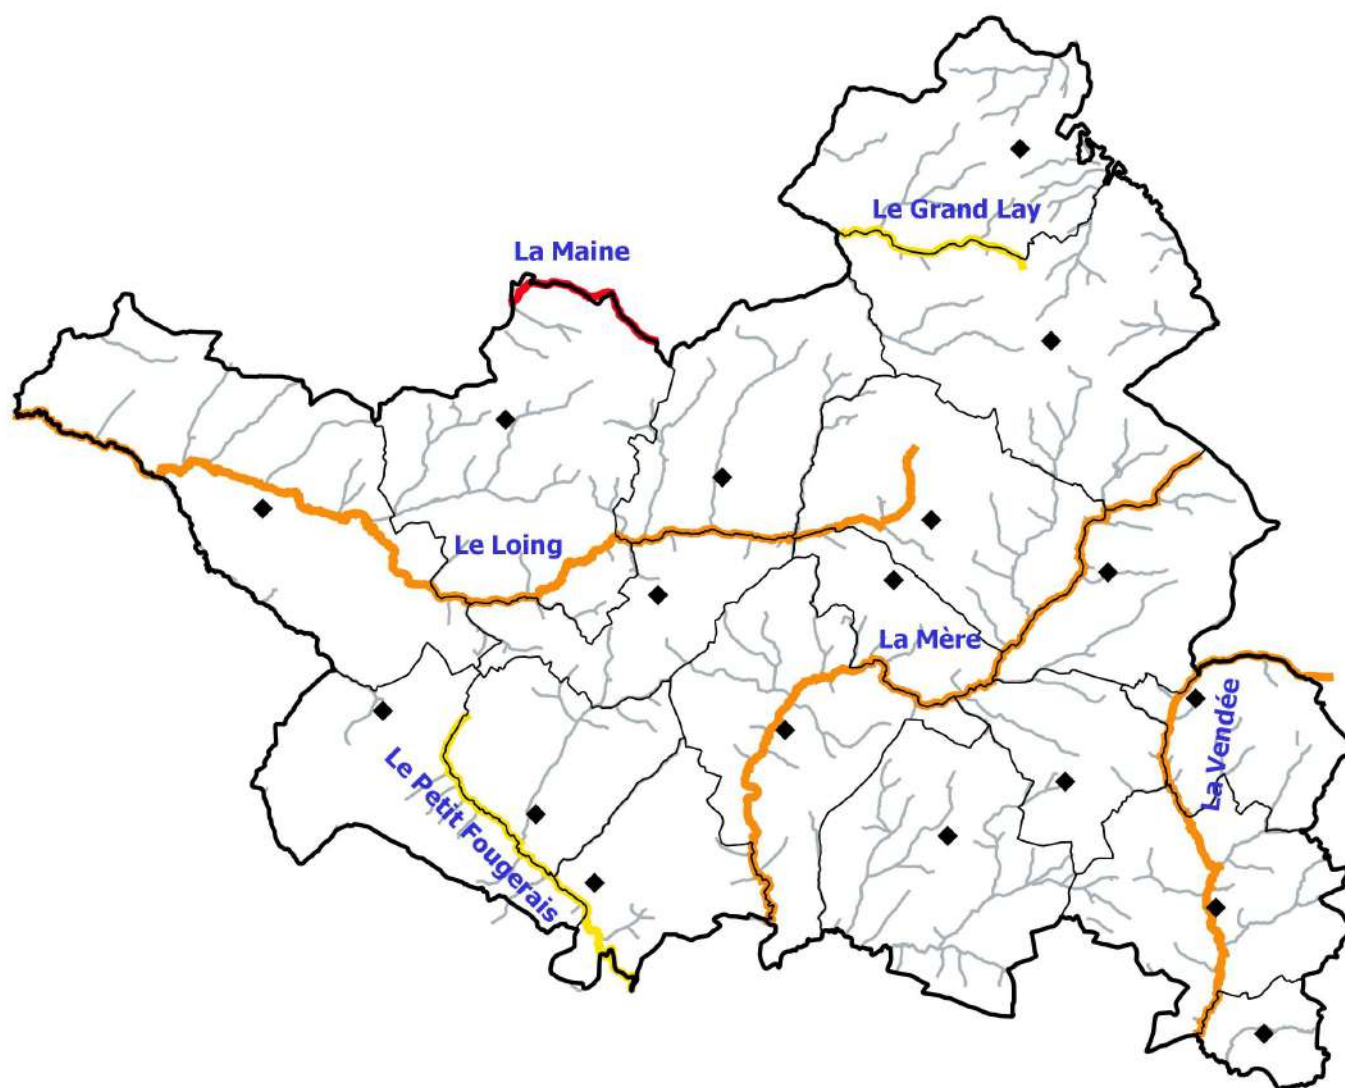 Le Grand Lay
La Maine
Le Loing
La Mère
La Vendée
Le Petit Fougerais